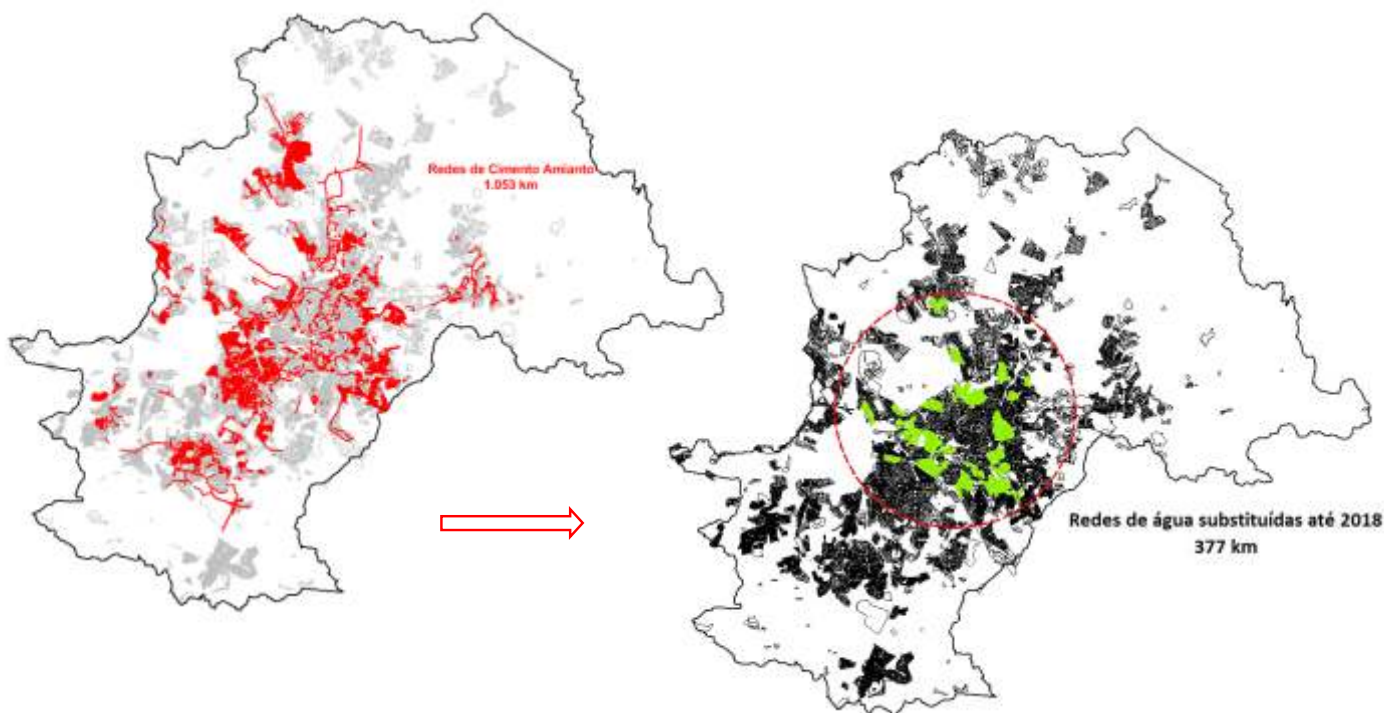 Redes de Cimento Amianto
1.053 km
Redes de água substituídas até 2018
377 km